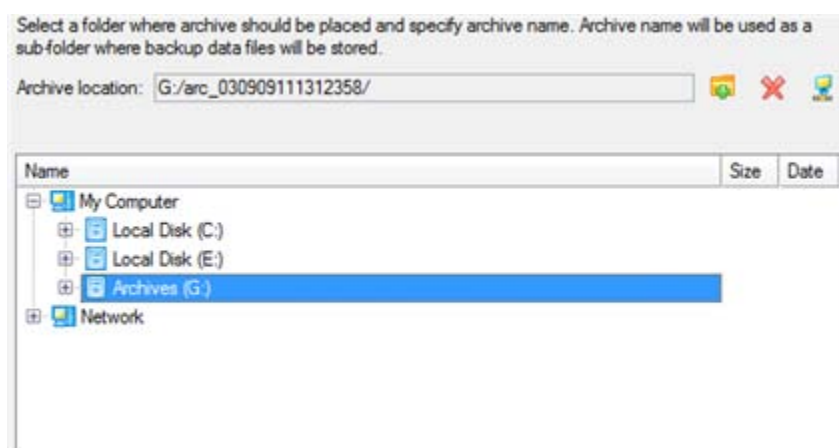 Select a folder where archive should be placed and specify archive name. Archive name will be used as a
sub-folder where backup data files will be stored.
Archive location: G:/arc_030909111312358/
Name Size Date
My Computer
Local Disk (C:)
Local Disk (E:)
Archives (G:)
Network